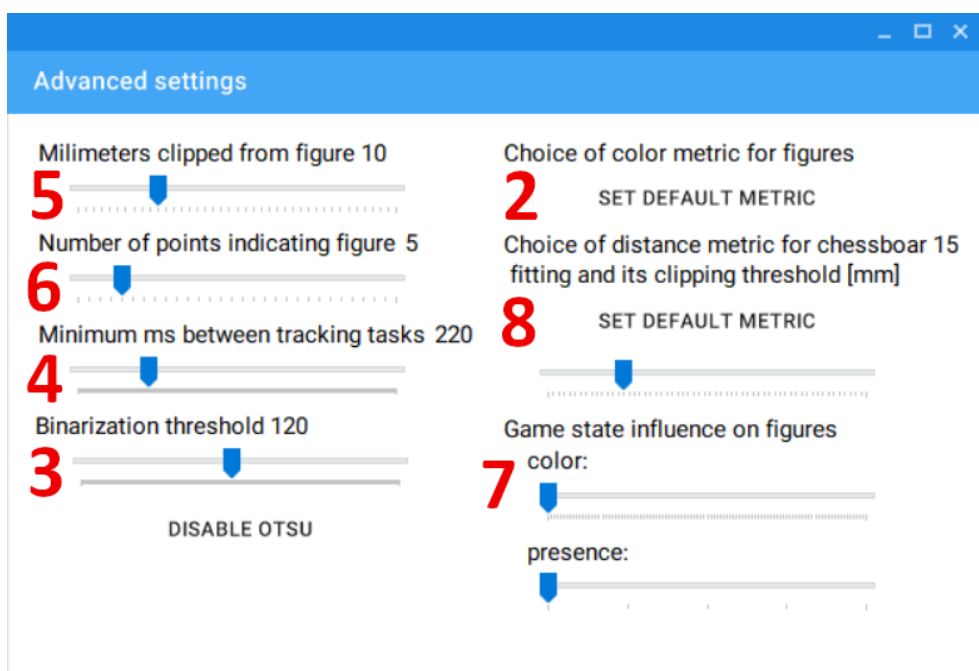 Advanced settings
Milimeters clipped from figure 10
5
Number of points indicating figure 5
6
Minimum ms between tracking tasks 220
4
Binarization threshold 120
3
DISABLE OTSU
Choice of color metric for figures
2
SET DEFAULT METRIC
Choice of distance metric for chessboar 15
fitting and its clipping threshold [mm]
8
SET DEFAULT METRIC
Game state influence on figures
color:
7
presence: